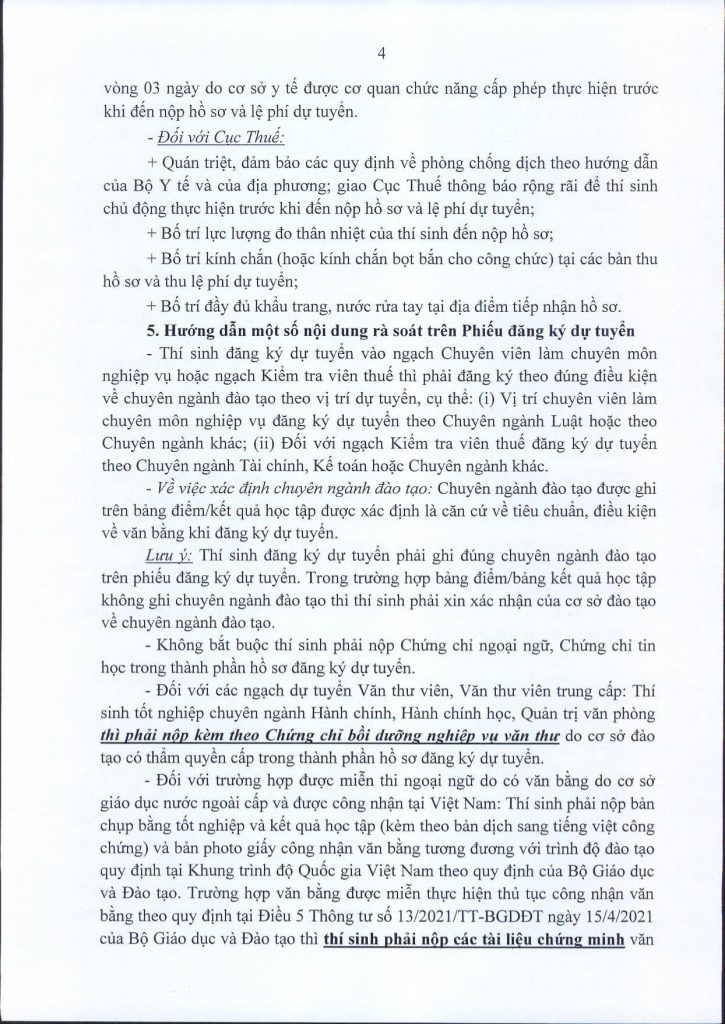 4
vòng 03 ngày do cơ sở y tế được cơ quan chức năng cấp phép thực hiện trước
khi đến nộp hồ sơ và lệ phí dự tuyển.
- Đối với Cục Thuế:
+ Quán triệt, đảm bảo các quy định về phòng chống dịch theo hướng dẫn
của Bộ Y tế và của địa phương; giao Cục Thuế thông báo rộng rãi để thí sinh
chủ động thực hiện trước khi đến nộp hồ sơ và lệ phí dự tuyển;
+ Bố trí lực lượng đo thân nhiệt của thí sinh đến nộp hồ sơ;
+ Bố trí kính chắn (hoặc kính chắn bọt bắn cho công chức) tại các bàn thu
hồ sơ và thu lệ phí dự tuyển;
+ Bố trí đầy đủ khẩu trang, nước rửa tay tại địa điểm tiếp nhận hồ sơ.
5. Hướng dẫn một số nội dung rà soát trên Phiếu đăng ký dự tuyển
- Thí sinh đăng ký dự tuyển vào ngạch Chuyên viên làm chuyên môn
nghiệp vụ hoặc ngạch Kiểm tra viên thuế thì phải đăng ký theo đúng điều kiện
về chuyên ngành đào tạo theo vị trí dự tuyển, cụ thể: (i) Vị trí chuyên viên làm
chuyên môn nghiệp vụ đăng ký dự tuyển theo Chuyên ngành Luật hoặc theo
Chuyên ngành khác; (ii) Đối với ngạch Kiểm tra viên thuế đăng ký dự tuyển
theo Chuyên ngành Tài chính, Kế toán hoặc Chuyên ngành khác.
- Về việc xác định chuyên ngành đào tạo: Chuyên ngành đào tạo được ghi
trên bảng điểm/kết quả học tập được xác định là căn cứ về tiêu chuẩn, điều kiện
về văn bằng khi đăng ký dự tuyển.
Lưu ý: Thí sinh đăng ký dự tuyển phải ghi đúng chuyên ngành đào tạo
trên phiếu đăng ký dự tuyển. Trong trường hợp bảng điểm/bảng kết quả học tập
không ghi chuyên ngành đào tạo thì thí sinh phải xin xác nhận của cơ sở đào tạo
về chuyên ngành đào tạo.
- Không bắt buộc thí sinh phải nộp Chứng chỉ ngoại ngữ, Chứng chỉ tin
học trong thành phần hồ sơ đăng ký dự tuyển.
- Đối với các ngạch dự tuyển Văn thư viên, Văn thư viên trung cấp: Thí
sinh tốt nghiệp chuyên ngành Hành chính, Hành chính học, Quản trị văn phòng
thì phải nộp kèm theo Chứng chỉ bồi dưỡng nghiệp vụ văn thư do cơ sở đào
tạo có thẩm quyền cấp trong thành phần hồ sơ đăng ký dự tuyển.
- Đối với trường hợp được miễn thi ngoại ngữ do có văn bằng do cơ sở
giáo dục nước ngoài cấp và được công nhận tại Việt Nam: Thí sinh phải nộp bản
chụp bằng tốt nghiệp và kết quả học tập (kèm theo bản dịch sang tiếng việt công
chứng) và bản photo giấy công nhận văn bằng tương đương với trình độ đào tạo
quy định tại Khung trình độ Quốc gia Việt Nam theo quy định của Bộ Giáo dục
và Đào tạo. Trường hợp văn bằng được miễn thực hiện thủ tục công nhận văn
bằng theo quy định tại Điều 5 Thông tư số 13/2021/TT-BGDĐT ngày 15/4/2021
của Bộ Giáo dục và Đào tạo thì thí sinh phải nộp các tài liệu chứng minh văn